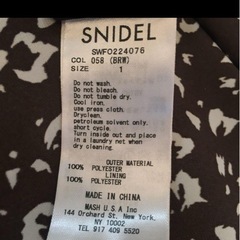 SNIDEL
SWFO224076
COL 058 (BRW)
SIZE 1
Do not wash.
Do not bleach.
Do not tumble dry.
Cool iron,
use press cloth.
Dryclean,
petroleum solvent only,
short cycle.
Turn inside out and place
in a laundry net when
dry cleaning.
OUTER MATERIAL
100% POLYESTER
LINING
100% POLYESTER
MADE IN CHINA
MASH U.S.A Inc
144 Orchard St, New York,
NY 10002
TEL 917 409 5520